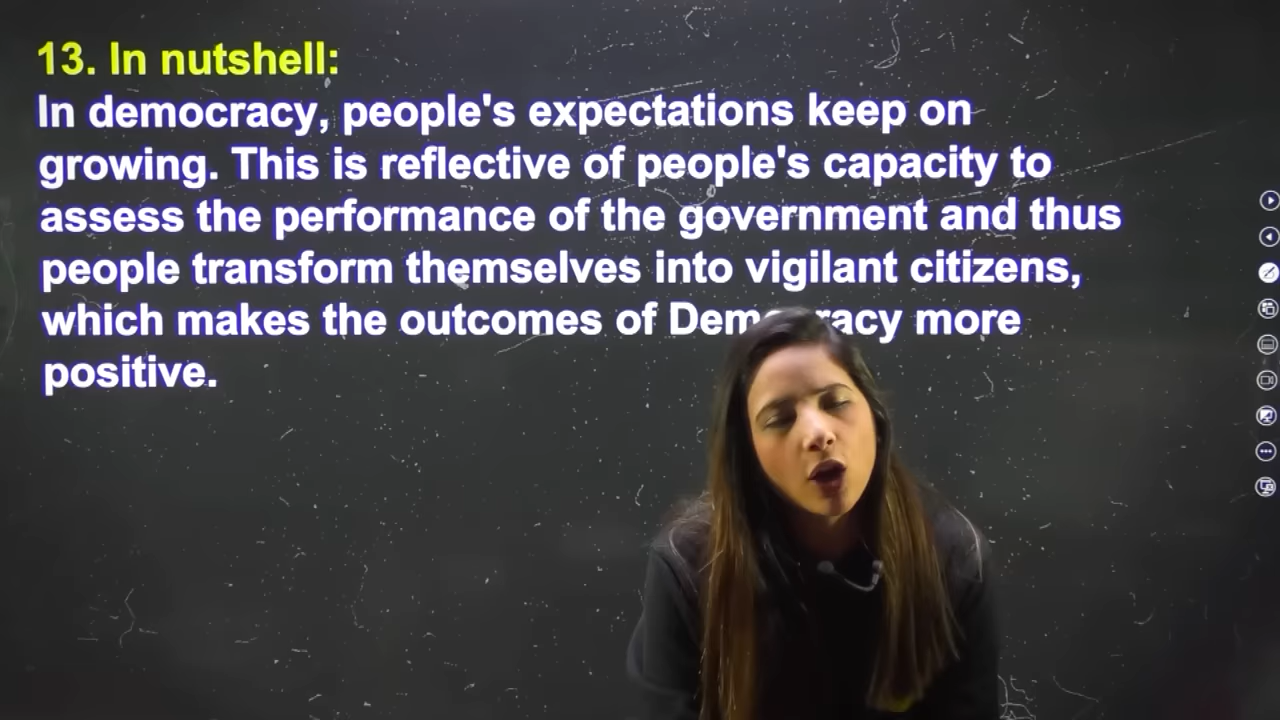 13. In nutshell:
In democracy, people's expectations keep on
growing. This is reflective of people's capacity to
assess the performance of the government and thus
people transform themselves into vigilant citizens,
which makes the outcomes of Democracy more
positive.